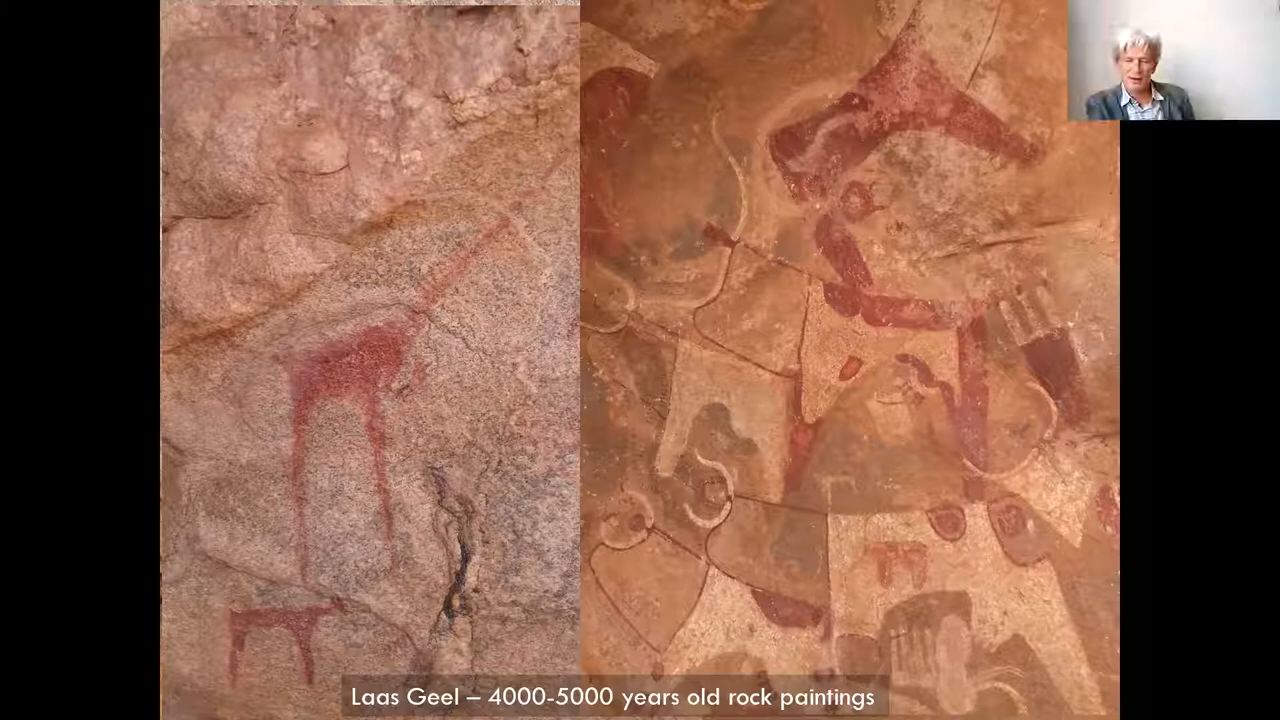 Laas Geel – 4000-5000 years old rock paintings